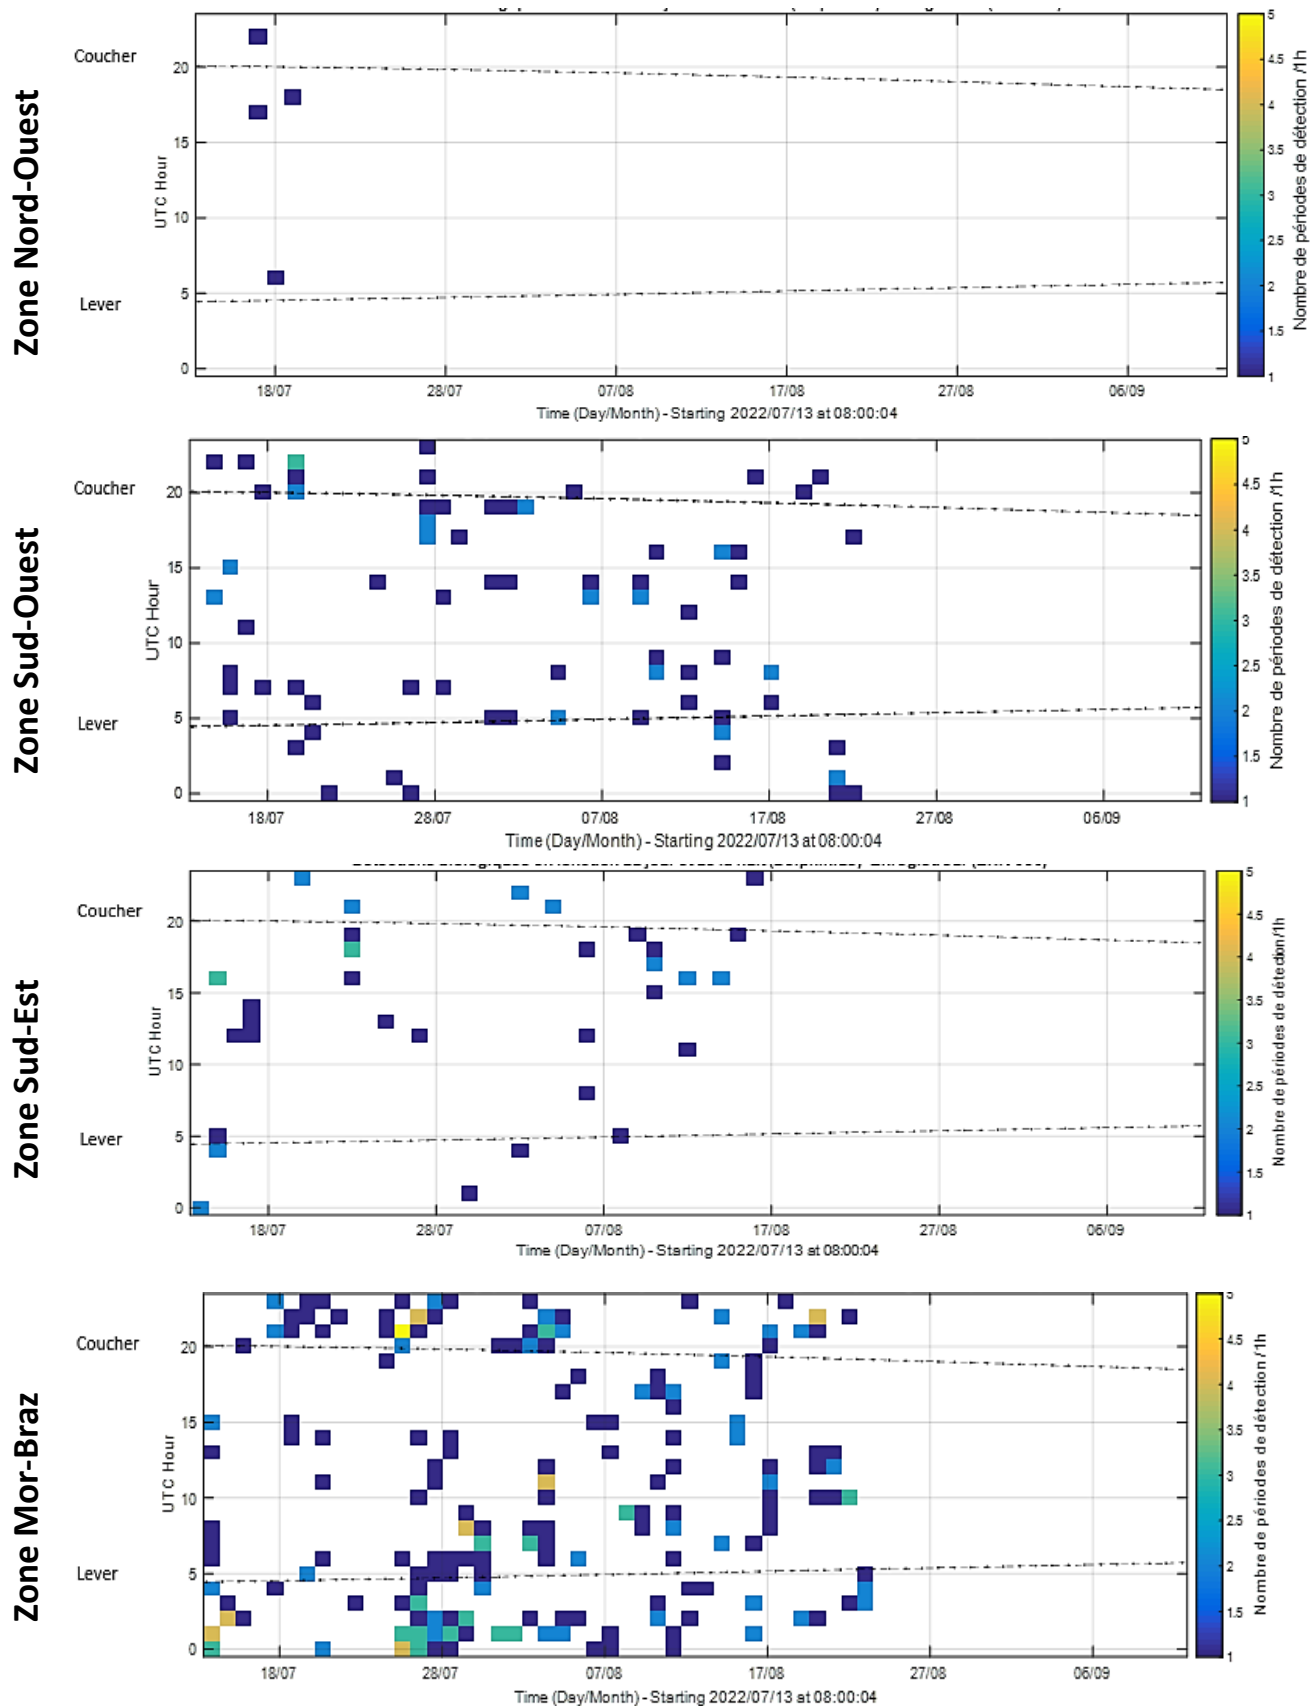 Zone Nord-Ouest
Coucher
Lever
UTC Hour
20
15
10
5
0
18/07 28/07 07/08 17/08 27/08 06/09
Time (Day/Month) - Starting 2022/07/13 at 08:00:04
5
4.5
4
3.5
3
2.5
2
1.5
1
Nombre de périodes de détection /1h
Zone Sud-Ouest
Coucher
Lever
UTC Hour
20
15
10
5
0
18/07 28/07 07/08 17/08 27/08 06/09
Time (Day/Month) - Starting 2022/07/13 at 08:00:04
5
4.5
4
3.5
3
2.5
2
1.5
1
Nombre de périodes de détection /1h
Zone Sud-Est
Coucher
Lever
UTC Hour
20
15
10
5
0
18/07 28/07 07/08 17/08 27/08 06/09
Time (Day/Month) - Starting 2022/07/13 at 08:00:04
5
4.5
4
3.5
3
2.5
2
1.5
1
Nombre de périodes de détection /1h
Zone Mor-Braz
Coucher
Lever
UTC Hour
20
15
10
5
0
18/07 28/07 07/08 17/08 27/08 06/09
Time (Day/Month) - Starting 2022/07/13 at 08:00:04
5
4.5
4
3.5
3
2.5
2
1.5
1
Nombre de périodes de détection /1h